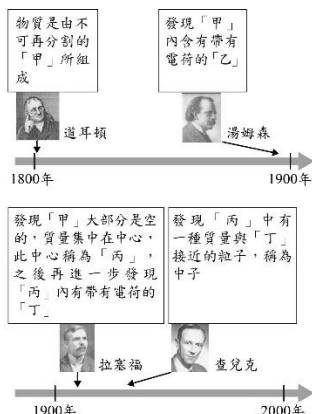 物質是由不
可再分割的
「甲」所組
成
發現「甲」
內含有帶有
電荷的「乙」
道耳頓
湯姆森
1800年
1900年
發現「甲」大部分是空
的，質量集中在中心，
此中心稱為「丙」，
之後再進一步發現
「丙」內有帶有電荷的
「丁」
發現「丙」中有
一種質量與「丁」
接近的粒子，稱為
中子
拉塞福
查兌克
1900年
2000年